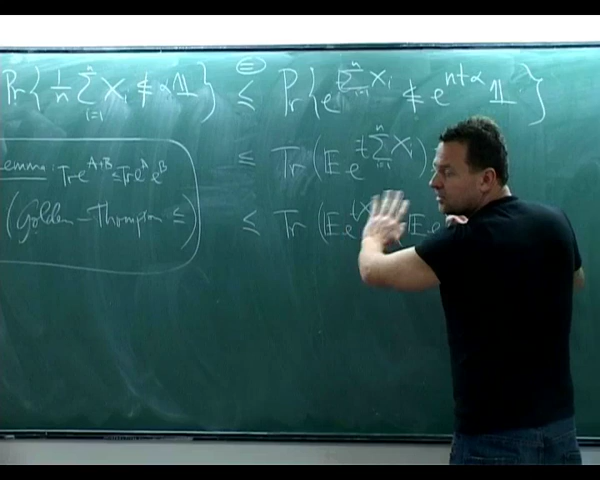 Pr{ 1/n ∑_{i=1}^{n} X_i ≰ α𝟙 } (=) ≤ Pr{ e^{t∑_{i=1}^{n} X_i} ≰ e^{ntα} 𝟙 }
≤ Tr (𝔼 e^{t∑_{i=1}^{n} X_i})
Lemma: Tr e^{A+B} ≤ Tr e^A e^B
(Golden-Thompson ≤)
≤ Tr (𝔼 e^{tX 𝔼 e